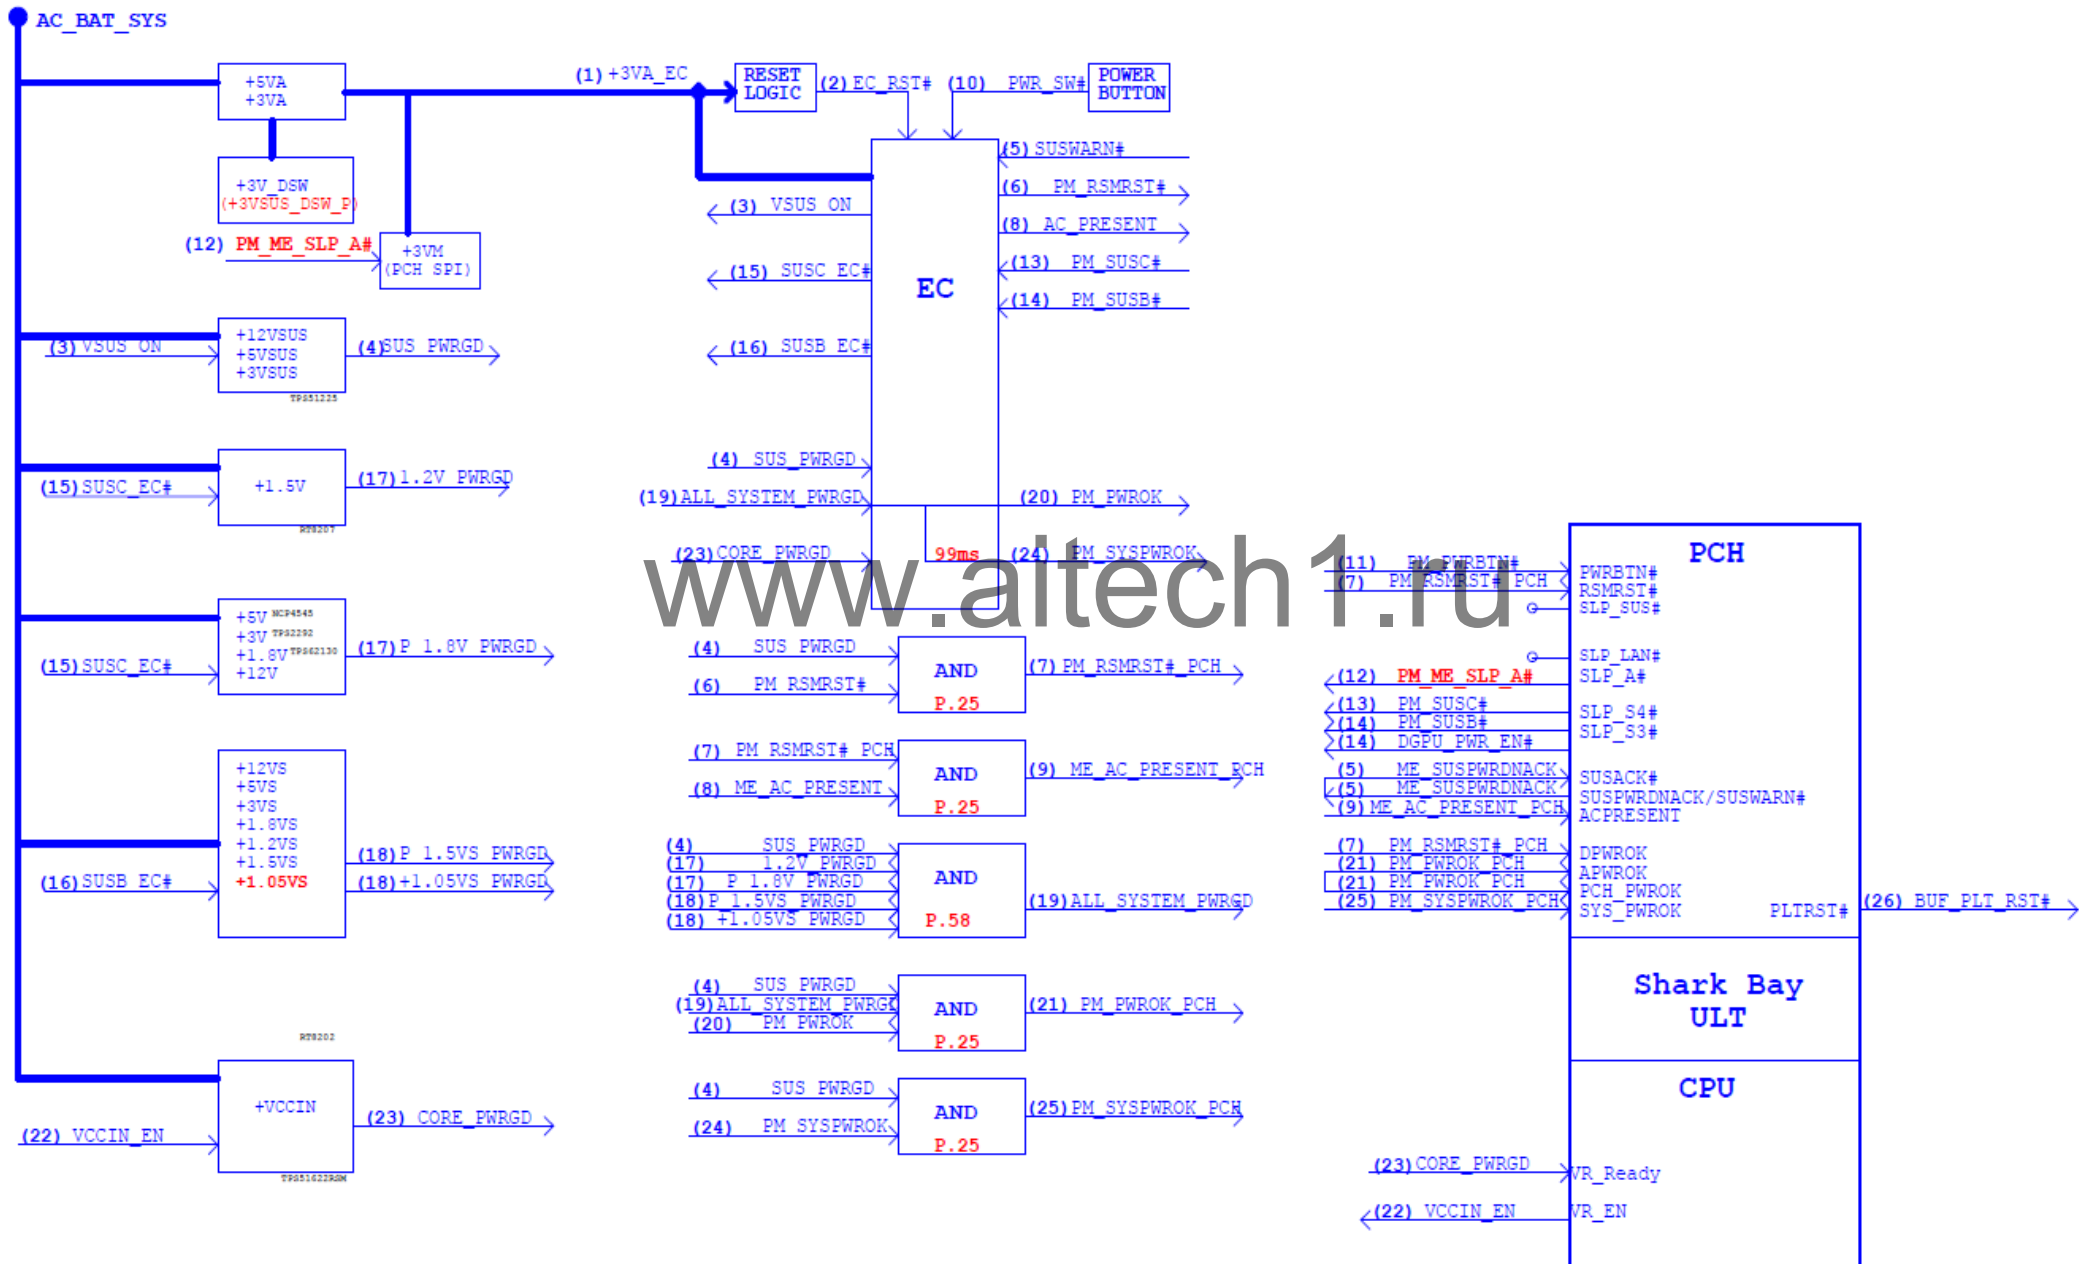 AC_BAT_SYS
+5VA
+3VA
(1) +3VA_EC
RESET
LOGIC
(2) EC_RST#
(10) PWR_SW#
POWER
BUTTON
+3V_DSW
(+3VSUS_DSW_P)
(12) PM_ME_SLP_A#
+3VM
(PCH SPI)
(3) VSUS_ON
+12VSUS
+5VSUS
+3VSUS
(4) SUS_PWRGD
TPS51225
(15) SUSC_EC#
+1.5V
(17) 1.2V_PWRGD
RT8207
+5V NCP4545
+3V TPS2292
+1.8V TPS62130
+12V
(15) SUSC_EC#
(17) P_1.8V_PWRGD
+12VS
+5VS
+3VS
+1.8VS
+1.2VS
+1.5VS
+1.05VS
(16) SUSB_EC#
(18) P_1.5VS_PWRGD
(18) +1.05VS_PWRGD
RT8202
+VCCIN
(22) VCCIN_EN
(23) CORE_PWRGD
TPS51622RSM
EC
(3) VSUS_ON
(15) SUSC_EC#
(16) SUSB_EC#
(4) SUS_PWRGD
(19) ALL_SYSTEM_PWRGD
(23) CORE_PWRGD
99ms
(5) SUSWARN#
(6) PM_RSMRST#
(8) AC_PRESENT
(13) PM_SUSC#
(14) PM_SUSB#
(20) PM_PWROK
(24) PM_SYSPWROK
www.aitech1.ru
(4) SUS_PWRGD
(6) PM_RSMRST#
AND
P.25
(7) PM_RSMRST#_PCH
(7) PM_RSMRST#_PCH
(8) ME_AC_PRESENT
AND
P.25
(9) ME_AC_PRESENT_PCH
(4) SUS_PWRGD
(17) 1.2V_PWRGD
(17) P_1.8V_PWRGD
(18) P_1.5VS_PWRGD
(18) +1.05VS_PWRGD
AND
P.58
(19) ALL_SYSTEM_PWRGD
(4) SUS_PWRGD
(19) ALL_SYSTEM_PWRGD
(20) PM_PWROK
AND
P.25
(21) PM_PWROK_PCH
(4) SUS_PWRGD
(24) PM_SYSPWROK
AND
P.25
(25) PM_SYSPWROK_PCH
PCH
(11) PM_PWRBTN# PWRBTN#
(7) PM_RSMRST#_PCH RSMRST#
SLP_SUS#
SLP_LAN#
(12) PM_ME_SLP_A# SLP_A#
(13) PM_SUSC# SLP_S4#
(14) PM_SUSB# SLP_S3#
(14) DGPU_PWR_EN#
(5) ME_SUSPWRDNACK SUSACK#
(5) ME_SUSPWRDNACK SUSPWRDNACK/SUSWARN#
(9) ME_AC_PRESENT_PCH ACPRESENT
(7) PM_RSMRST#_PCH DPWROK
(21) PM_PWROK_PCH APWROK
(21) PM_PWROK_PCH PCH_PWROK
(25) PM_SYSPWROK_PCH SYS_PWROK
PLTRST# (26) BUF_PLT_RST#
Shark Bay
ULT
CPU
(23) CORE_PWRGD VR_Ready
(22) VCCIN_EN VR_EN